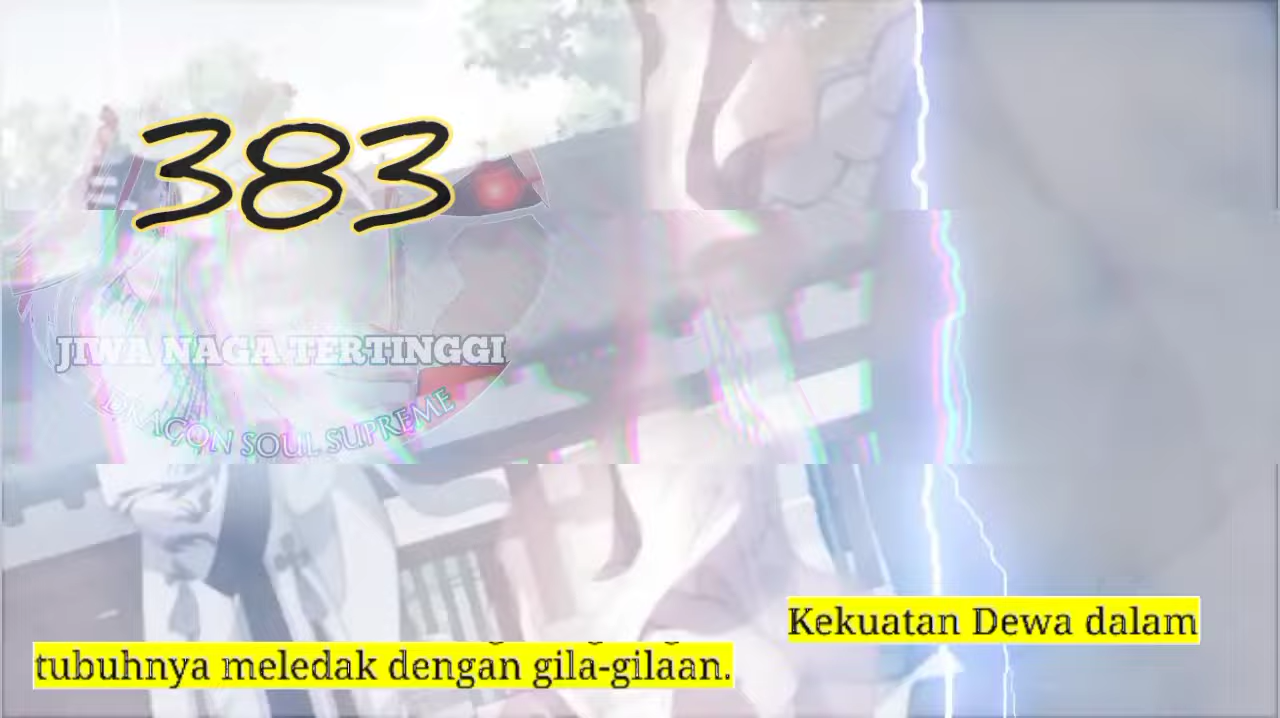 383
JIWA NAGA TERTINGGI
DRAGON SOUL SUPREME
Kekuatan Dewa dalam
tubuhnya meledak dengan gila-gilaan.